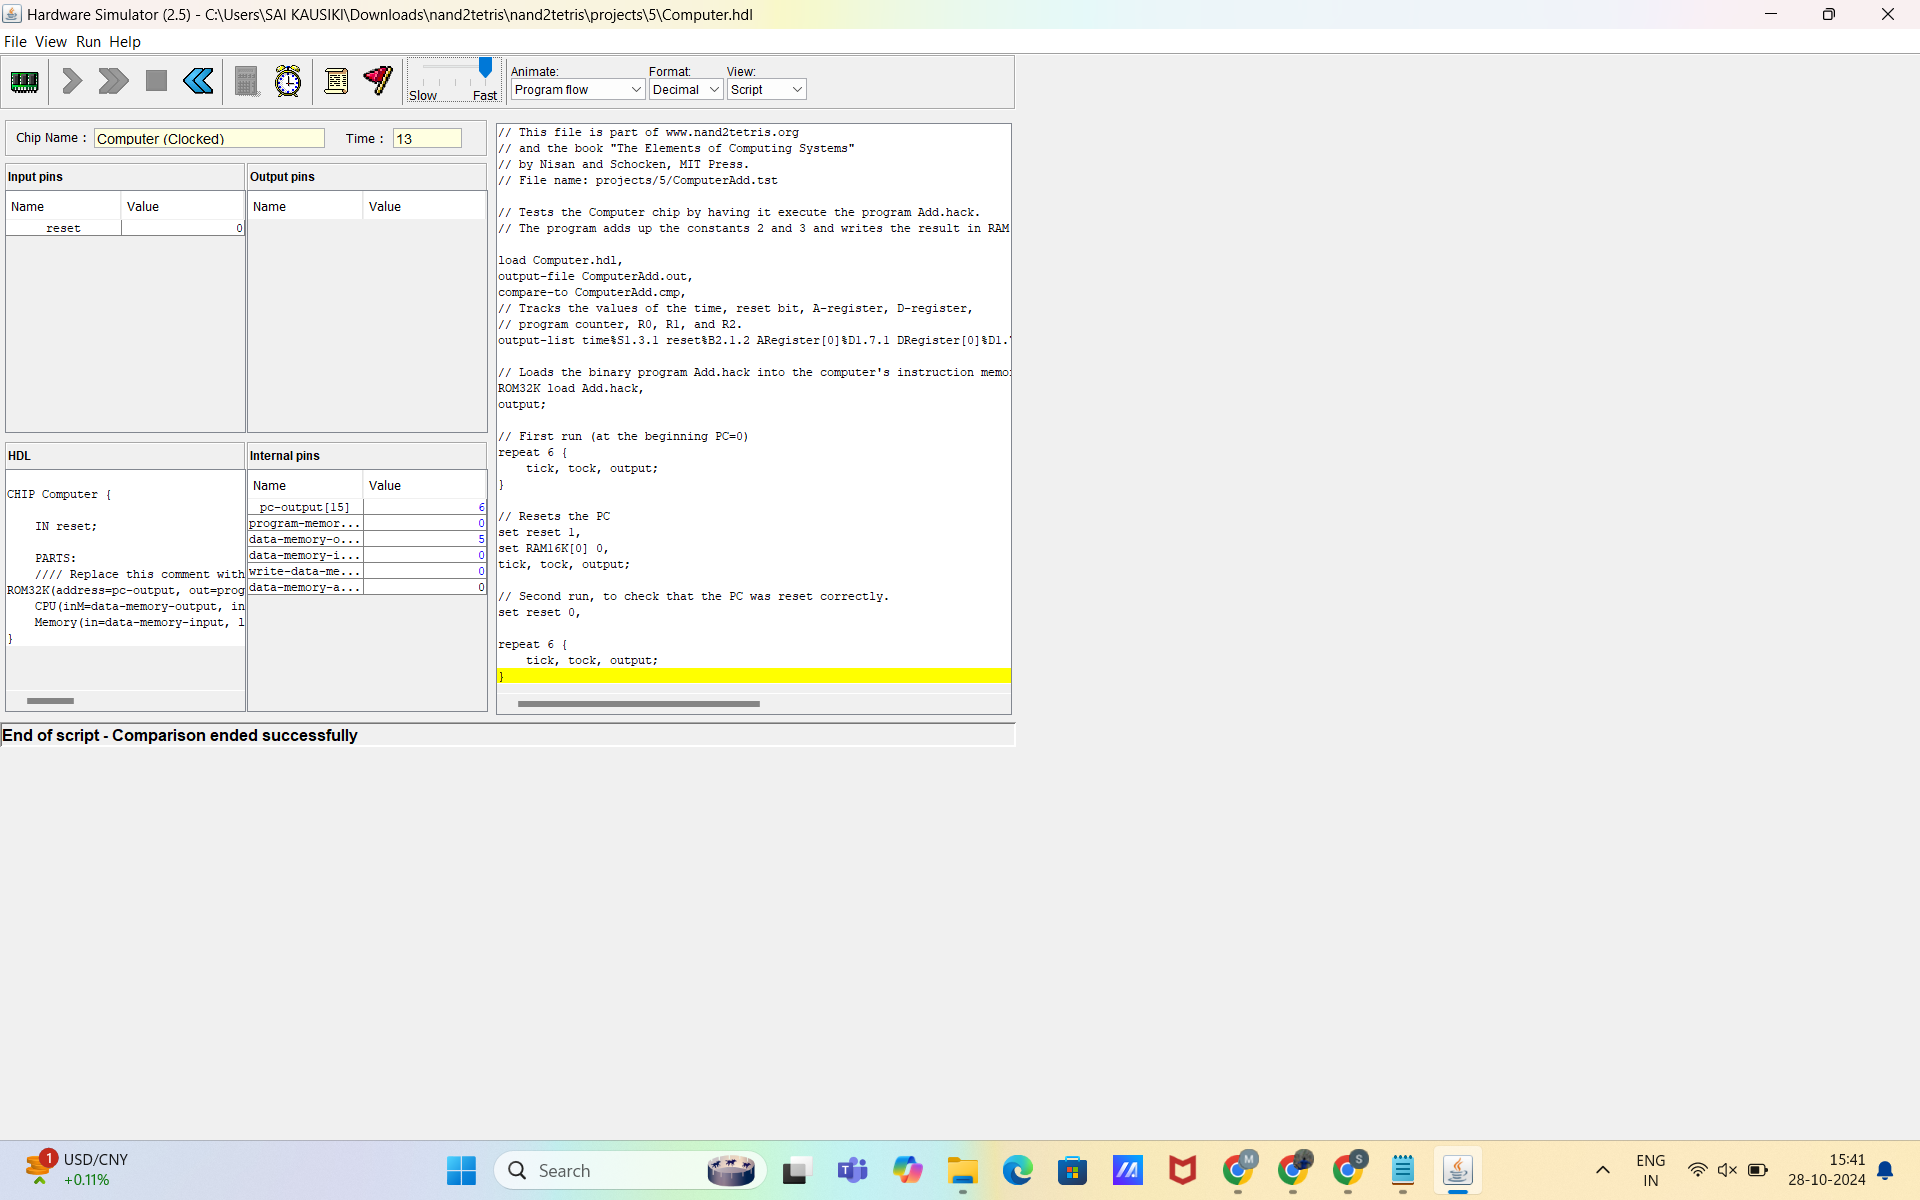 Hardware Simulator (2.5) - C:\Users\SAI KAUSIKI\Downloads\nand2tetris\nand2tetris\projects\5\Computer.hdl
File View Run Help
Slow Fast
Animate: Format: View:
Program flow Decimal Script
Chip Name : Computer (Clocked) Time : 13
Input pins
Name Value
reset 0
Output pins
Name Value
HDL
CHIP Computer {
IN reset;
PARTS:
//// Replace this comment with
ROM32K(address=pc-output, out=prog
CPU(inM=data-memory-output, in
Memory(in=data-memory-input, l
}
Internal pins
Name Value
pc-output[15] 6
program-memor... 0
data-memory-o... 5
data-memory-i... 0
write-data-me... 0
data-memory-a... 0
// This file is part of www.nand2tetris.org
// and the book "The Elements of Computing Systems"
// by Nisan and Schocken, MIT Press.
// File name: projects/5/ComputerAdd.tst
// Tests the Computer chip by having it execute the program Add.hack.
// The program adds up the constants 2 and 3 and writes the result in RAM
load Computer.hdl,
output-file ComputerAdd.out,
compare-to ComputerAdd.cmp,
// Tracks the values of the time, reset bit, A-register, D-register,
// program counter, R0, R1, and R2.
output-list time%S1.3.1 reset%B2.1.2 ARegister[0]%D1.7.1 DRegister[0]%D1.
// Loads the binary program Add.hack into the computer's instruction memo
ROM32K load Add.hack,
output;
// First run (at the beginning PC=0)
repeat 6 {
tick, tock, output;
}
// Resets the PC
set reset 1,
set RAM16K[0] 0,
tick, tock, output;
// Second run, to check that the PC was reset correctly.
set reset 0,
repeat 6 {
tick, tock, output;
}
End of script - Comparison ended successfully
1
USD/CNY
+0.11%
Search
M
S
ENG
IN
15:41
28-10-2024